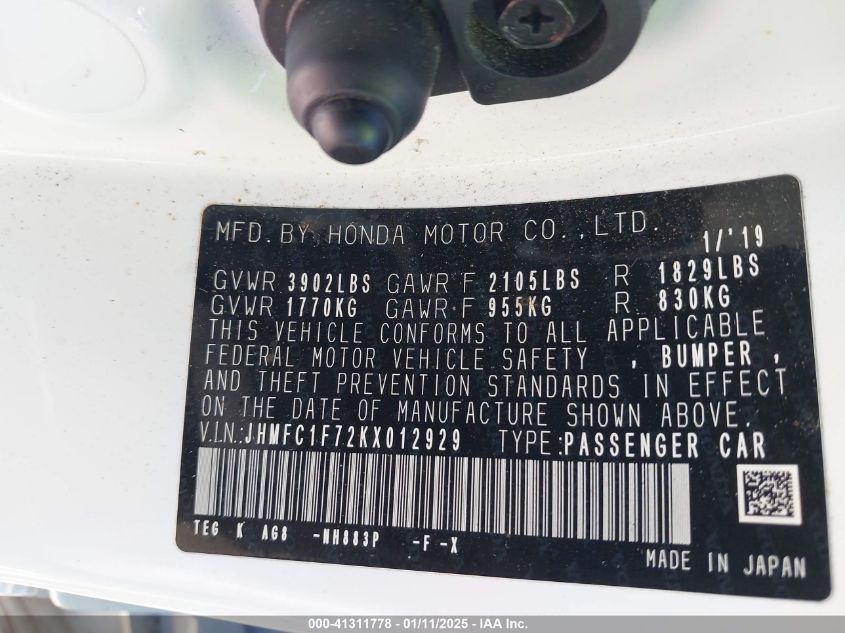 MFD. BY HONDA MOTOR CO., LTD. 1/'19
GVWR 3902LBS GAWR F 2105LBS R 1829LBS
GVWR 1770KG GAWR F 955KG R 830KG
THIS VEHICLE CONFORMS TO ALL APPLICABLE
FEDERAL MOTOR VEHICLE SAFETY , BUMPER ,
AND THEFT PREVENTION STANDARDS IN EFFECT
ON THE DATE OF MANUFACTURE SHOWN ABOVE.
V.I.N.:JHMFC1F72KX012929 TYPE:PASSENGER CAR
TEG K AG8 -NH883P -F -X
MADE IN JAPAN
000-41311778 - 01/11/2025 - IAA Inc.